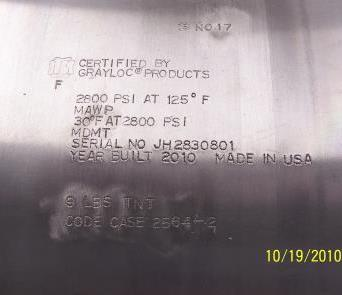 NO 17
CERTIFIED BY
GRAYLOC® PRODUCTS
F
2800 PSI AT 125° F
MAWP
30°F AT 2800 PSI
MDMT
SERIAL NO JH2830801
YEAR BUILT 2010 MADE IN USA
9 LBS TNT
CODE CASE 2564-2
10/19/2010